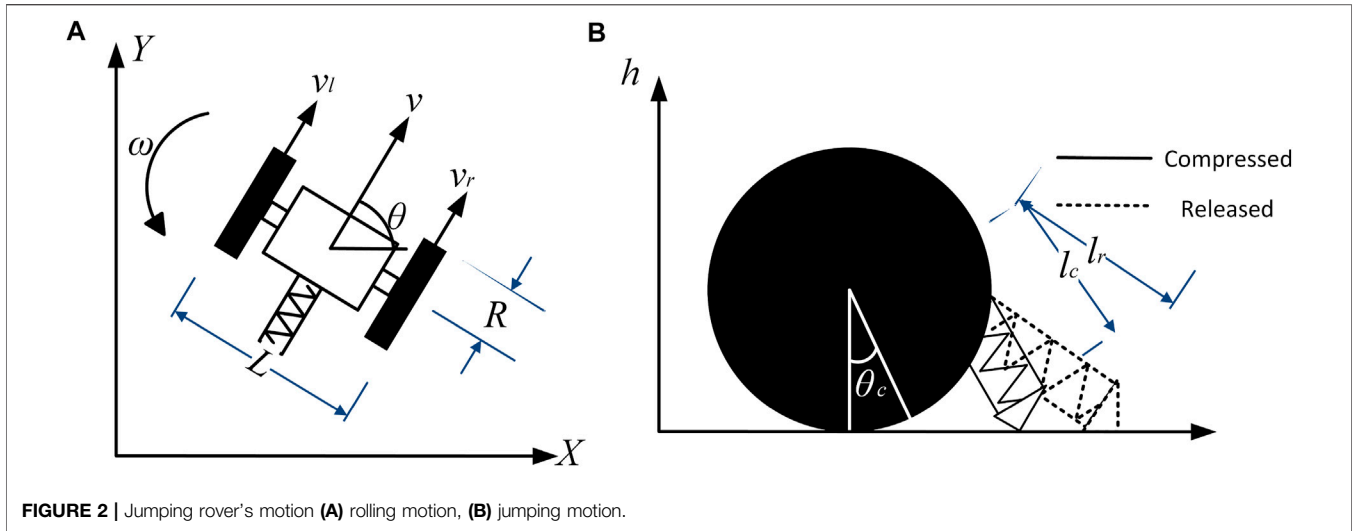 A
B
Y
h
v_l
v
ω
v_r
Compressed
θ
Released
l_c
l_r
R
L
θ_c
X
FIGURE 2 | Jumping rover's motion (A) rolling motion, (B) jumping motion.